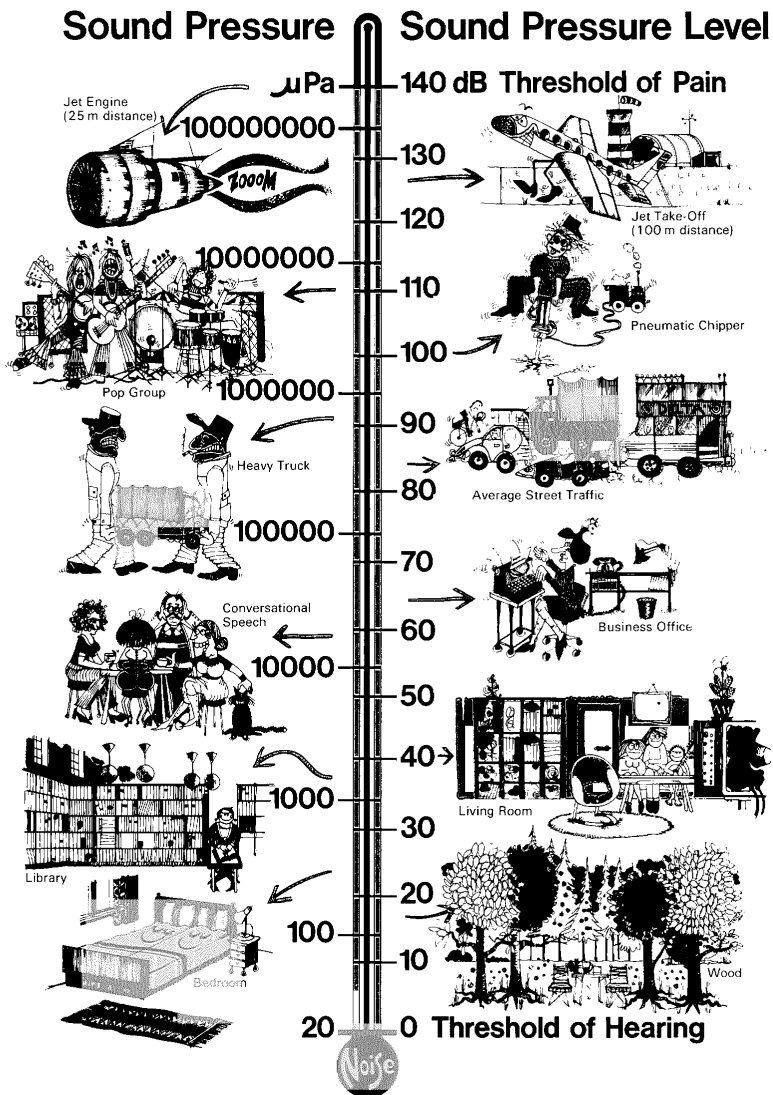 Sound Pressure
Sound Pressure Level
µPa
140 dB Threshold of Pain
Jet Engine
(25 m distance)
100000000
ZOOOM
130
120
Jet Take-Off
(100 m distance)
10000000
110
Pneumatic Chipper
100
Pop Group
1000000
90
DELTA
Heavy Truck
80
Average Street Traffic
100000
70
Conversational
Speech
60
Business Office
10000
50
40
1000
Living Room
30
Library
20
100
10
Bedroom
Wood
20
0 Threshold of Hearing
Noise